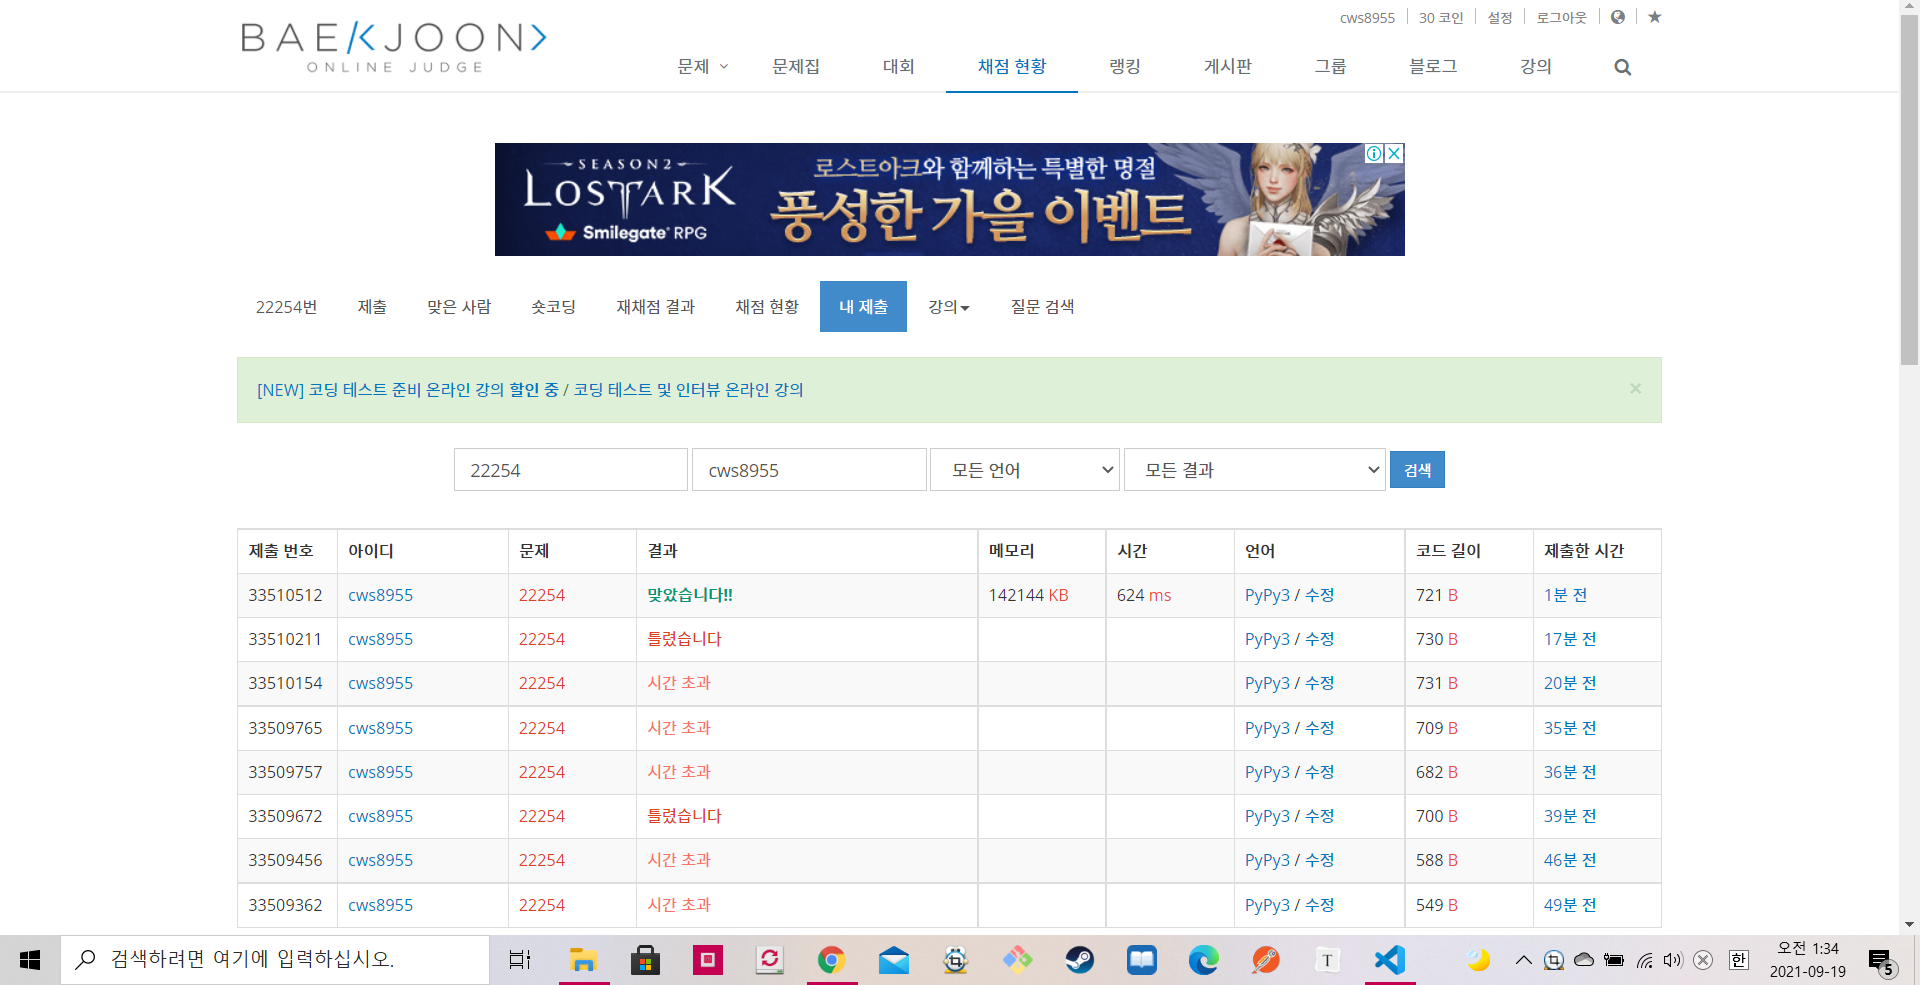 cws8955 30 코인 설정 로그아웃
BAEKJOON
ONLINE JUDGE
문제 문제집 대회 채점 현황 랭킹 게시판 그룹 블로그 강의
SEASON2
LOSTARK
Smilegate RPG
로스트아크와 함께하는 특별한 명절
풍성한 가을 이벤트
22254번 제출 맞은 사람 숏코딩 재채점 결과 채점 현황 내 제출 강의 질문 검색
[NEW] 코딩 테스트 준비 온라인 강의 할인 중 / 코딩 테스트 및 인터뷰 온라인 강의 ×
22254 cws8955 모든 언어 모든 결과 검색
제출 번호 아이디 문제 결과 메모리 시간 언어 코드 길이 제출한 시간
33510512 cws8955 22254 맞았습니다!! 142144 KB 624 ms PyPy3 / 수정 721 B 1분 전
33510211 cws8955 22254 틀렸습니다 PyPy3 / 수정 730 B 17분 전
33510154 cws8955 22254 시간 초과 PyPy3 / 수정 731 B 20분 전
33509765 cws8955 22254 시간 초과 PyPy3 / 수정 709 B 35분 전
33509757 cws8955 22254 시간 초과 PyPy3 / 수정 682 B 36분 전
33509672 cws8955 22254 틀렸습니다 PyPy3 / 수정 700 B 39분 전
33509456 cws8955 22254 시간 초과 PyPy3 / 수정 588 B 46분 전
33509362 cws8955 22254 시간 초과 PyPy3 / 수정 549 B 49분 전
검색하려면 여기에 입력하십시오. T 한 오전 1:34
2021-09-19 5